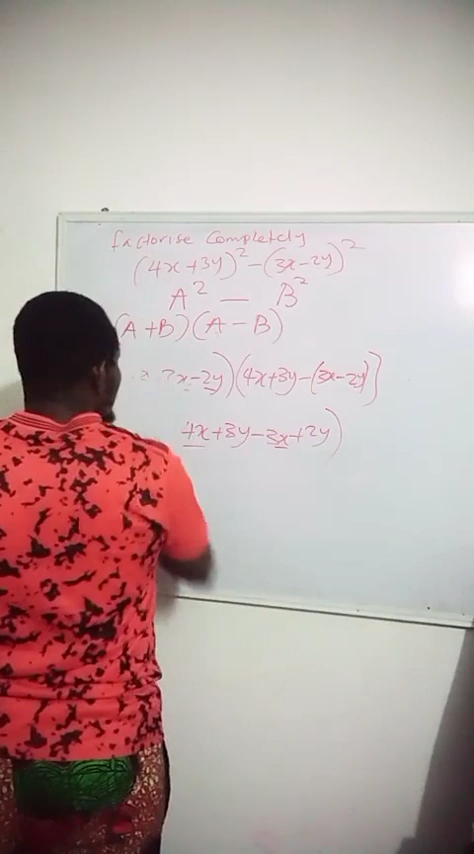 factorise Completely
(4x+3y)²-(3x-2y)²
A² - B²
(A+B)(A-B)
x-2y)(4x+3y-(3x-2y)]
4x+3y-3x+2y)